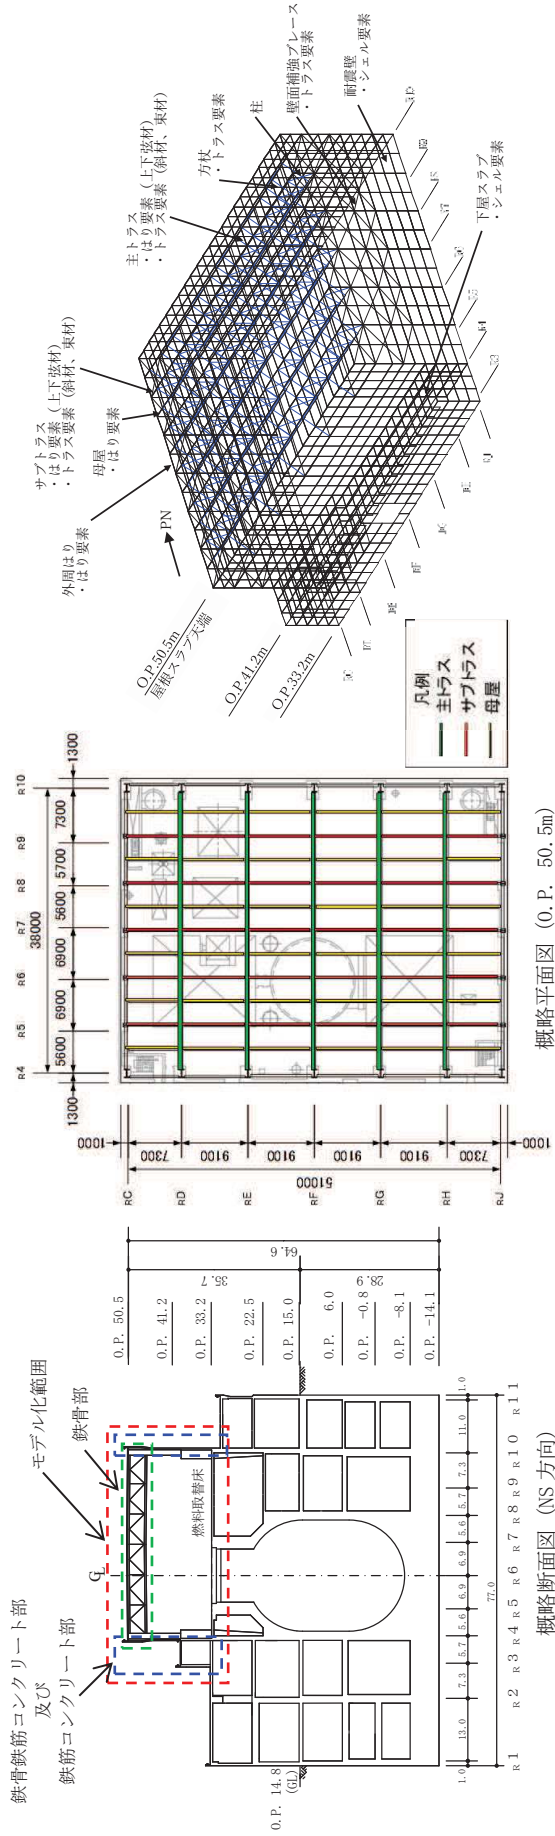 鉄骨鉄筋コンクリート部
及び
鉄筋コンクリート部
モデル化範囲
鉄骨部
燃料取替床
O.P. 14.8
(GL)
O.P. 50.5
O.P. 41.2
O.P. 33.2
O.P. 22.5
O.P. 15.0
O.P. 6.0
O.P. -0.8
O.P. -8.1
O.P. -14.1
35.7
28.9
64.6
1.0 13.0 7.3 5.7 5.6 6.9 6.9 5.6 5.7 7.3 11.0 1.0
77.0
R1 R2 R3 R4 R5 R6 R7 R8 R9 R10 R11
概略断面図 (NS方向)
R4 R5 R6 R7 R8 R9 R10
38000
1300 5600 6900 6900 5600 5700 7300 1300
RC
RD
RE
RF
RG
RH
RJ
1000
7300
9100
9100
9100
9100
7300
1000
51000
凡例
主トラス
サブトラス
母屋
概略平面図 (O.P. 50.5m)
O.P.50.5m
屋根スラブ天端
O.P.41.2m
O.P.33.2m
PN
外周はり
・はり要素
母屋
・はり要素
サブトラス
・はり要素 (上下弦材)
・トラス要素 (斜材、束材)
主トラス
・はり要素 (上下弦材)
・トラス要素 (斜材、束材)
方杖
・トラス要素
柱
壁面補強ブレース
・トラス要素
耐震壁
・シェル要素
下屋スラブ
・シェル要素